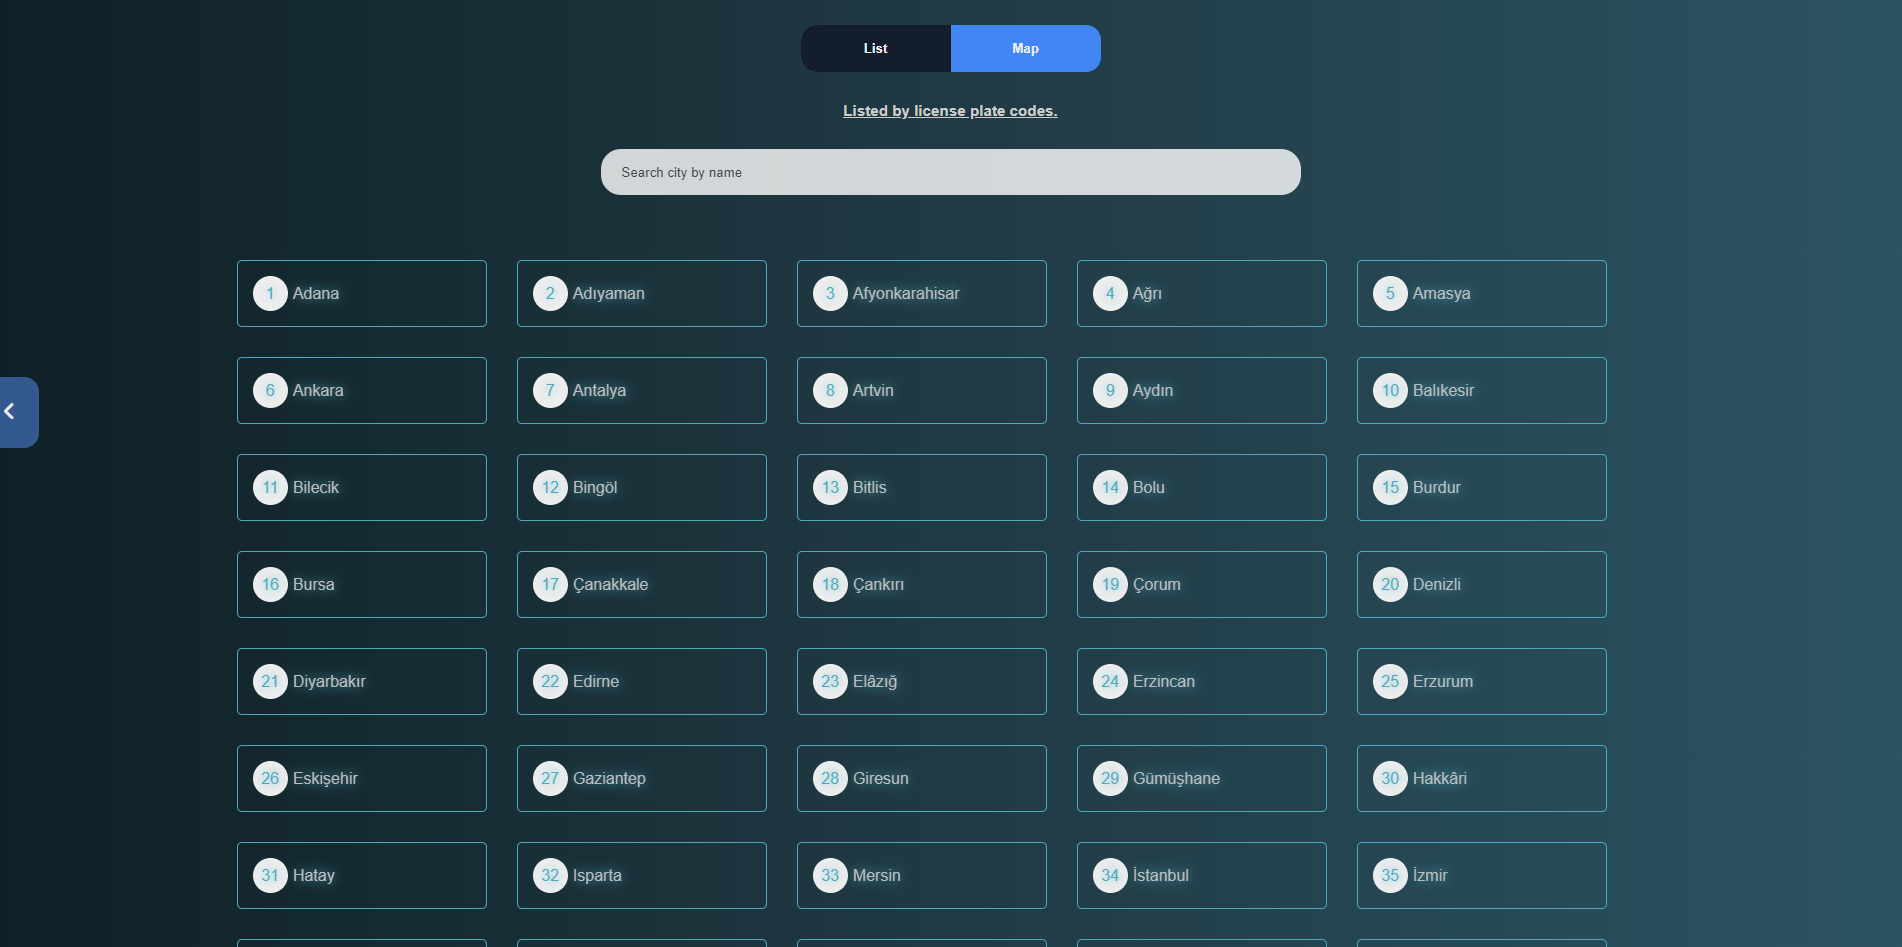 List Map
Listed by license plate codes.
Search city by name
1 Adana 2 Adıyaman 3 Afyonkarahisar 4 Ağrı 5 Amasya
6 Ankara 7 Antalya 8 Artvin 9 Aydın 10 Balıkesir
11 Bilecik 12 Bingöl 13 Bitlis 14 Bolu 15 Burdur
16 Bursa 17 Çanakkale 18 Çankırı 19 Çorum 20 Denizli
21 Diyarbakır 22 Edirne 23 Elâzığ 24 Erzincan 25 Erzurum
26 Eskişehir 27 Gaziantep 28 Giresun 29 Gümüşhane 30 Hakkâri
31 Hatay 32 Isparta 33 Mersin 34 İstanbul 35 İzmir